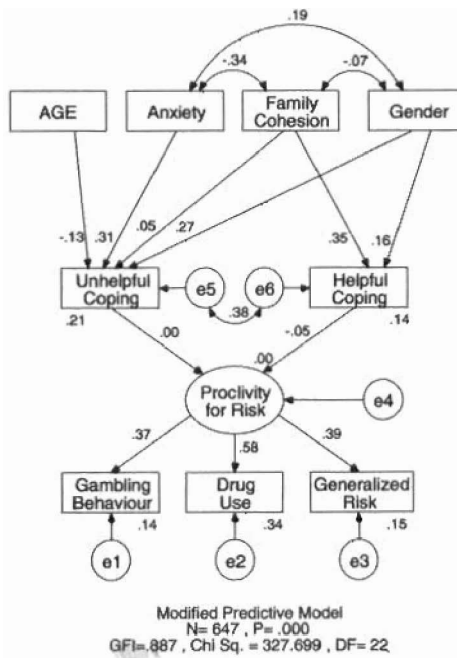 .19
-.34
-.07
AGE
Anxiety
Family
Cohesion
Gender
-.13
.31
.05
.27
.35
.16
Unhelpful
Coping
e5
e6
Helpful
Coping
.21
.38
.14
.00
-.05
.00
Proclivity
for Risk
e4
.37
.58
.39
Gambling
Behaviour
Drug
Use
Generalized
Risk
.14
.34
.15
e1
e2
e3
Modified Predictive Model
N= 647 , P= .000
GFI=.887 , Chi Sq. = 327.699 , DF= 22